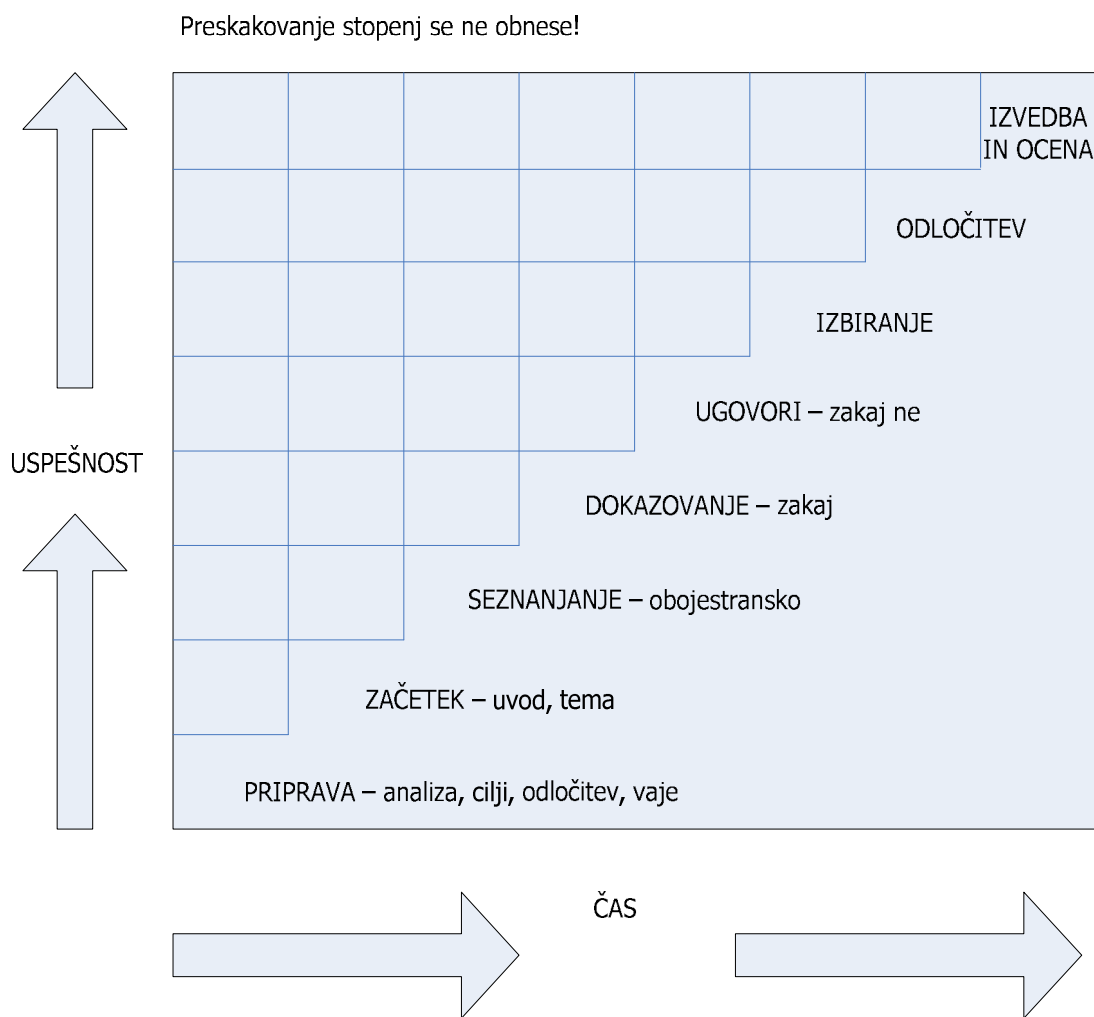 Preskakovanje stopenj se ne obnese!
IZVEDBA
IN OCENA
ODLOČITEV
IZBIRANJE
UGOVORI – zakaj ne
USPEŠNOST
DOKAZOVANJE – zakaj
SEZNANJANJE – obojestransko
ZAČETEK – uvod, tema
PRIPRAVA – analiza, cilji, odločitev, vaje
ČAS